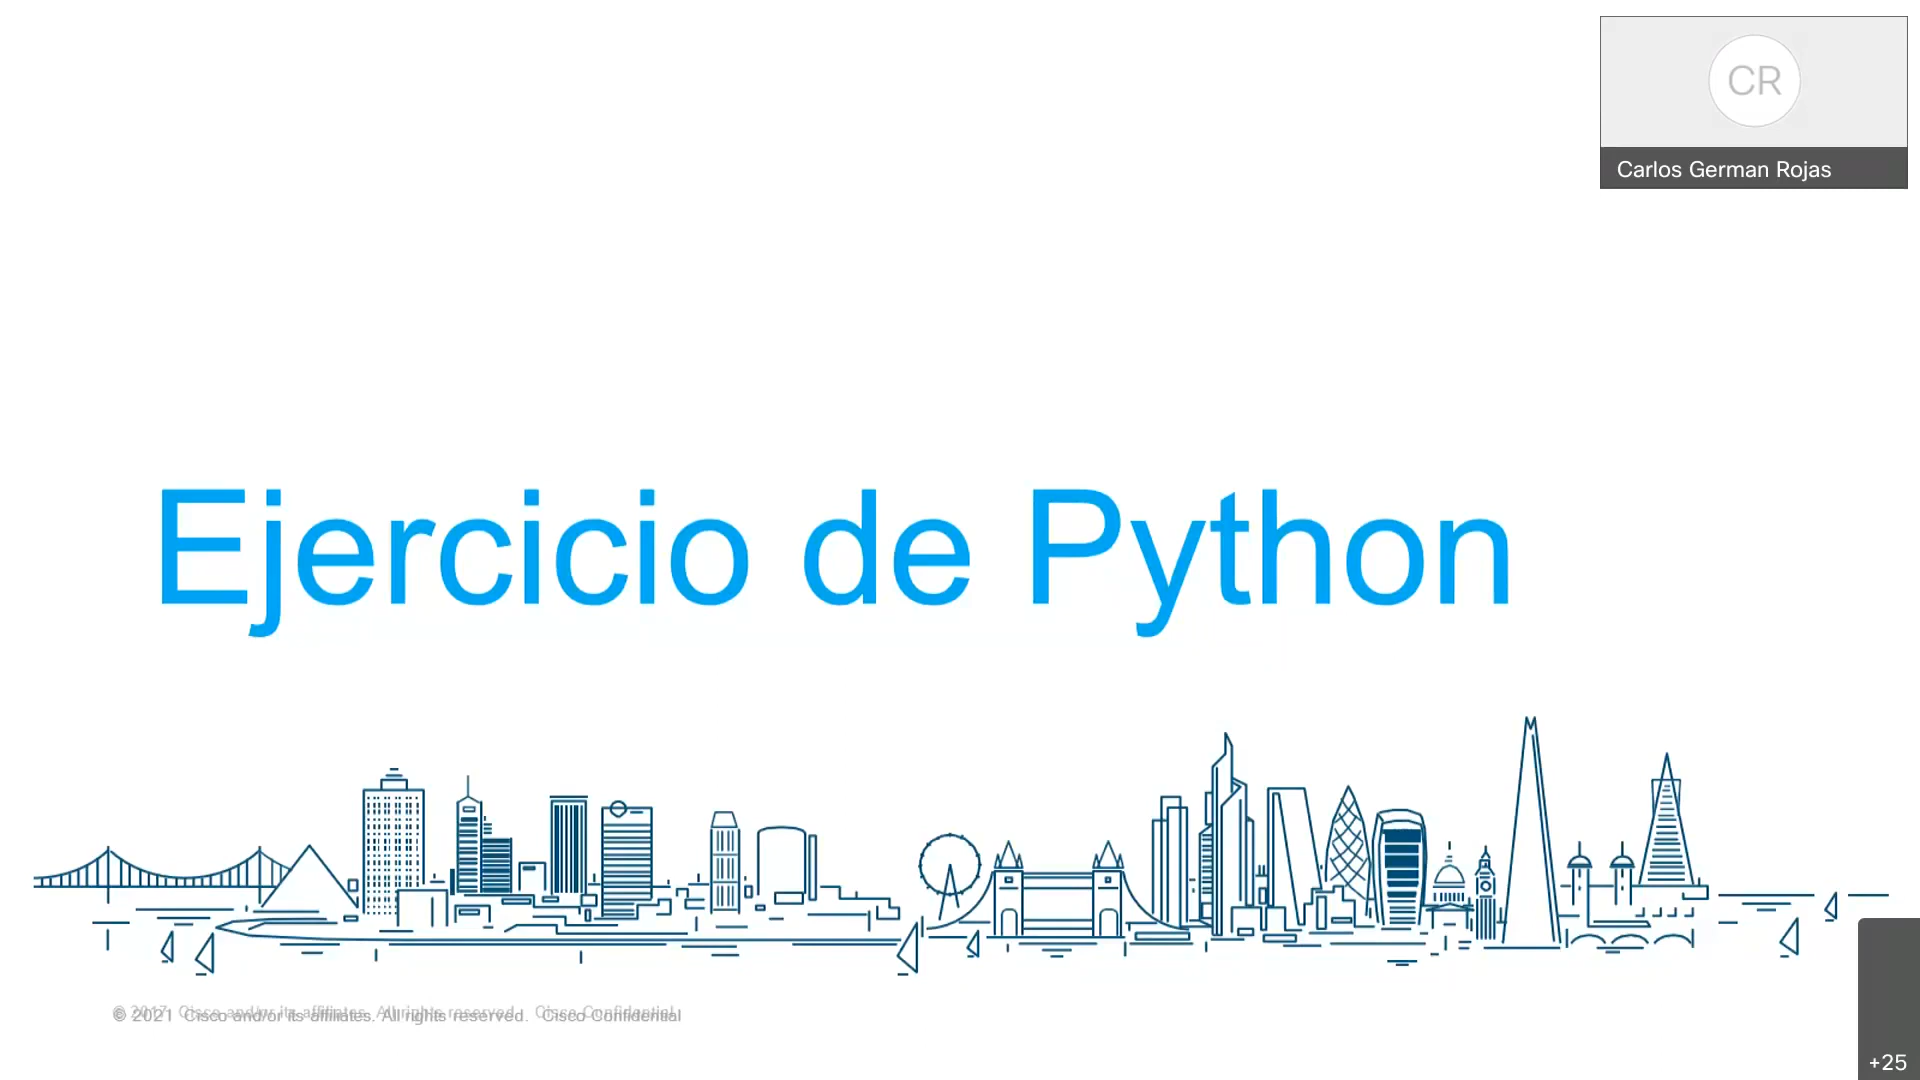 CR
Carlos German Rojas
Ejercicio de Python
© 2021 Cisco and/or its affiliates. All rights reserved. Cisco Confidential
+25